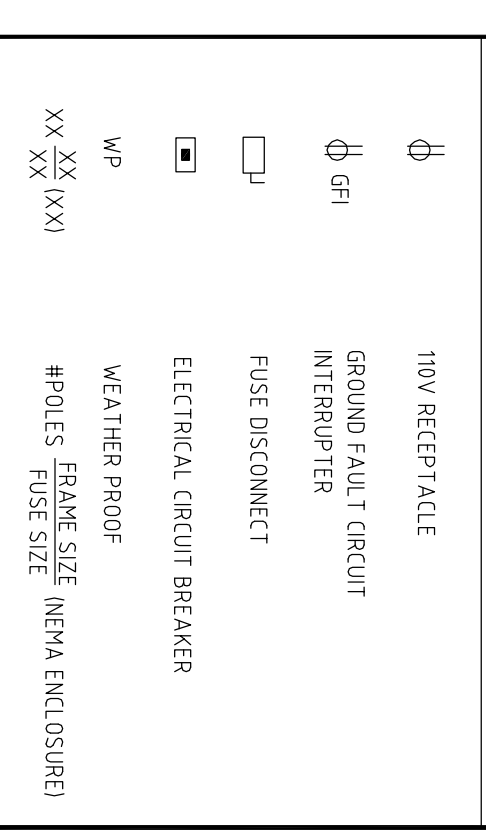 110V RECEPTACLE
GFI
GROUND FAULT CIRCUIT
INTERRUPTER
FUSE DISCONNECT
ELECTRICAL CIRCUIT BREAKER
WP
WEATHER PROOF
XX XX/XX (XX)
#POLES FRAME SIZE/FUSE SIZE (NEMA ENCLOSURE)